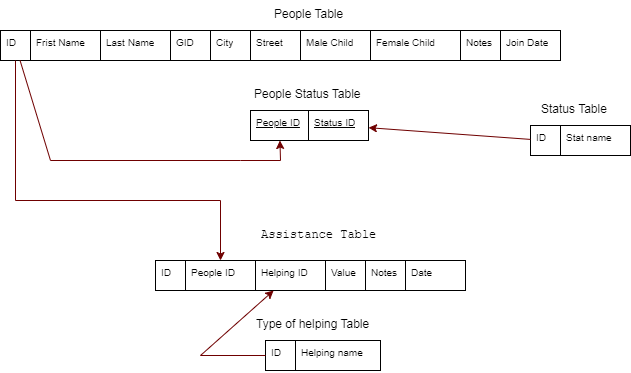 People Table
ID Frist Name Last Name GID City Street Male Child Female Child Notes Join Date
People Status Table
People ID Status ID
Status Table
ID Stat name
Assistance Table
ID People ID Helping ID Value Notes Date
Type of helping Table
ID Helping name